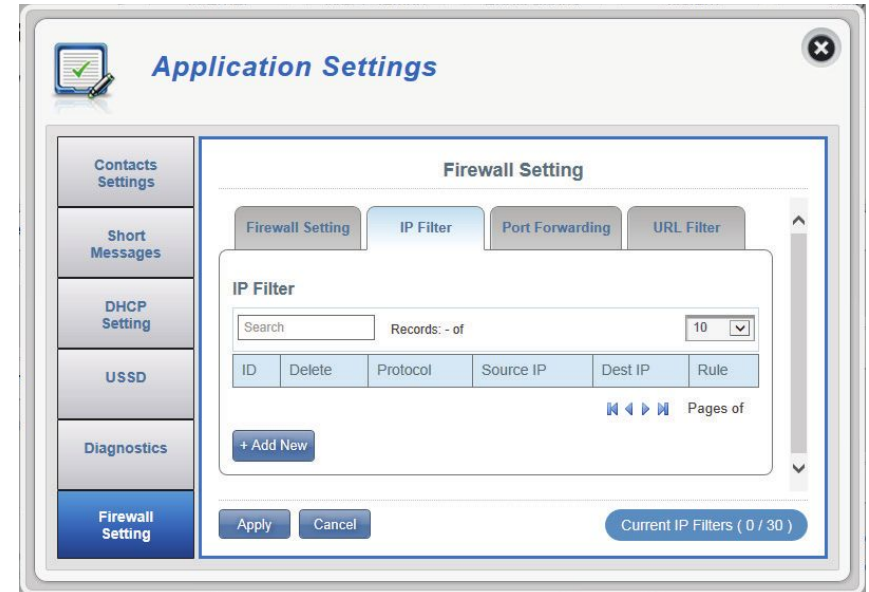 Application Settings
Contacts
Settings
Short
Messages
DHCP
Setting
USSD
Diagnostics
Firewall
Setting
Firewall Setting
Firewall Setting
IP Filter
Port Forwarding
URL Filter
IP Filter
Search
Records: - of
10
ID
Delete
Protocol
Source IP
Dest IP
Rule
Pages of
+ Add New
Apply
Cancel
Current IP Filters ( 0 / 30 )